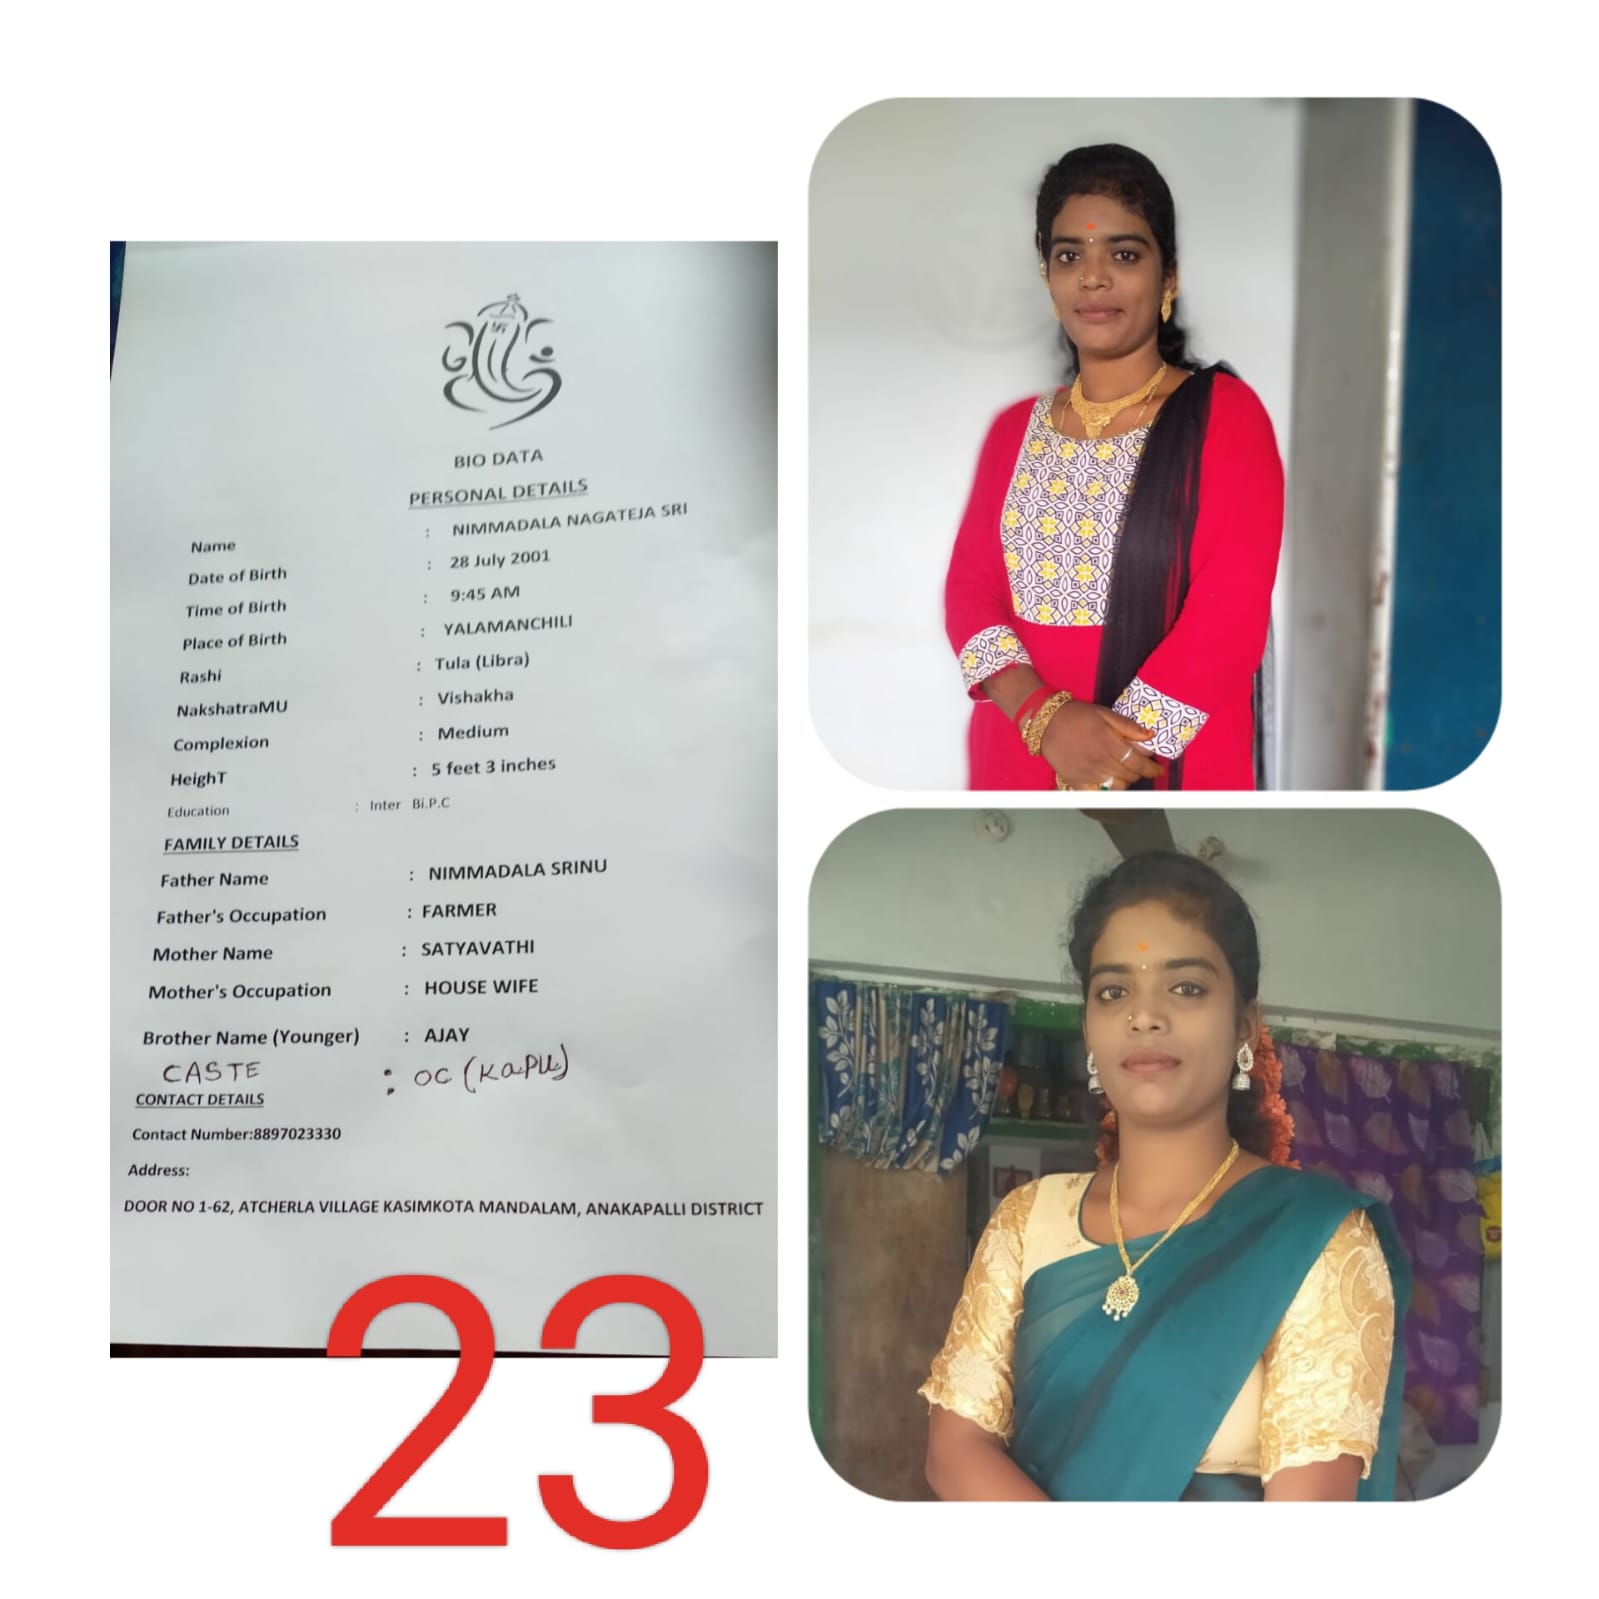 BIO DATA
PERSONAL DETAILS
Name : NIMMADALA NAGATEJA SRI
Date of Birth : 28 July 2001
Time of Birth : 9:45 AM
Place of Birth : YALAMANCHILI
Rashi : Tula (Libra)
NakshatraMU : Vishakha
Complexion : Medium
HeighT : 5 feet 3 inches
Education : Inter Bi.P.C
FAMILY DETAILS
Father Name : NIMMADALA SRINU
Father's Occupation : FARMER
Mother Name : SATYAVATHI
Mother's Occupation : HOUSE WIFE
Brother Name (Younger) : AJAY
CASTE : OC (KaPU)
CONTACT DETAILS
Contact Number:8897023330
Address:
DOOR NO 1-62, ATCHERLA VILLAGE KASIMKOTA MANDALAM, ANAKAPALLI DISTRICT
23